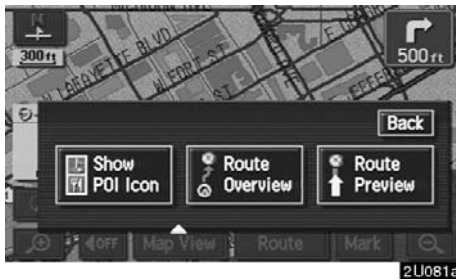 N
300ft
500ft
LAFAYETTE BLVD
W FORT ST
Back
Show
POI Icon
Route
Overview
Route
Preview
OFF
Map View
Route
Mark
2U081a